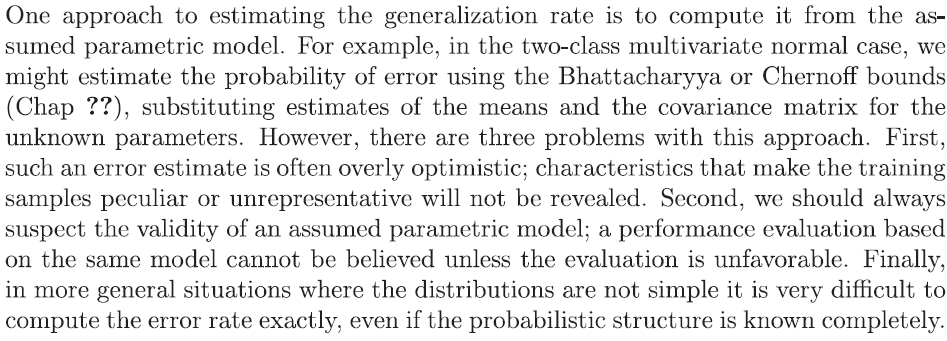 One approach to estimating the generalization rate is to compute it from the as-
sumed parametric model. For example, in the two-class multivariate normal case, we
might estimate the probability of error using the Bhattacharyya or Chernoff bounds
(Chap ??), substituting estimates of the means and the covariance matrix for the
unknown parameters. However, there are three problems with this approach. First,
such an error estimate is often overly optimistic; characteristics that make the training
samples peculiar or unrepresentative will not be revealed. Second, we should always
suspect the validity of an assumed parametric model; a performance evaluation based
on the same model cannot be believed unless the evaluation is unfavorable. Finally,
in more general situations where the distributions are not simple it is very difficult to
compute the error rate exactly, even if the probabilistic structure is known completely.